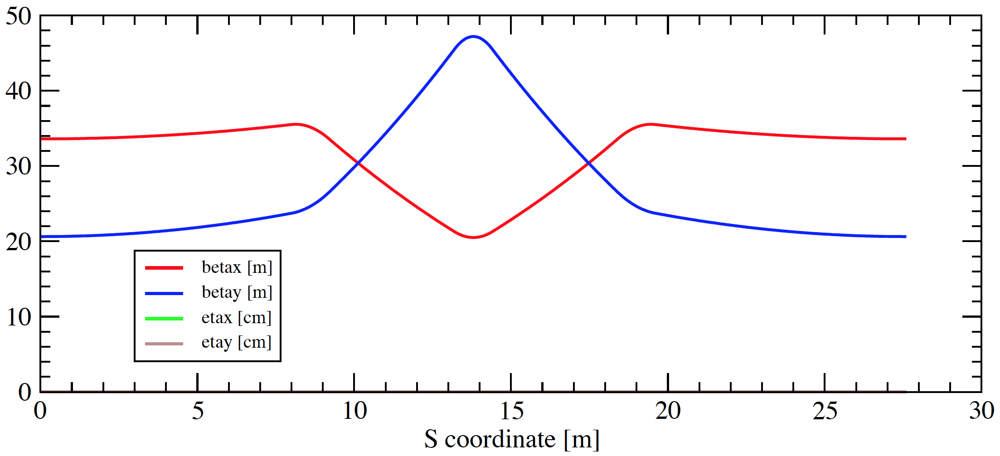 50
40
30
20
10
0
betax [m]
betay [m]
etax [cm]
etay [cm]
0 5 10 15 20 25 30
S coordinate [m]